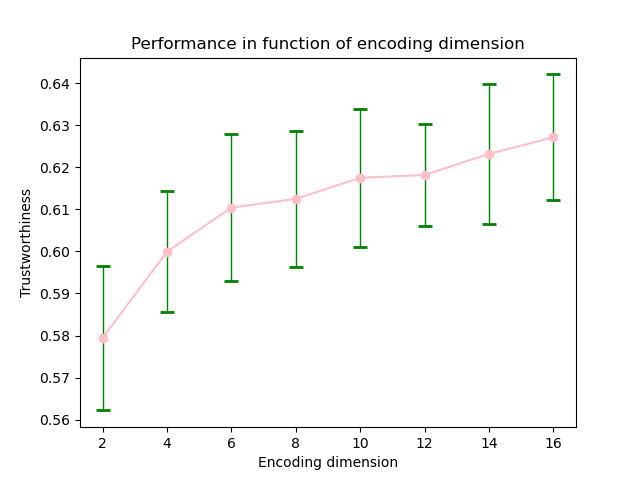 Performance in function of encoding dimension
Trustworthiness
0.64
0.63
0.62
0.61
0.60
0.59
0.58
0.57
0.56
2 4 6 8 10 12 14 16
Encoding dimension